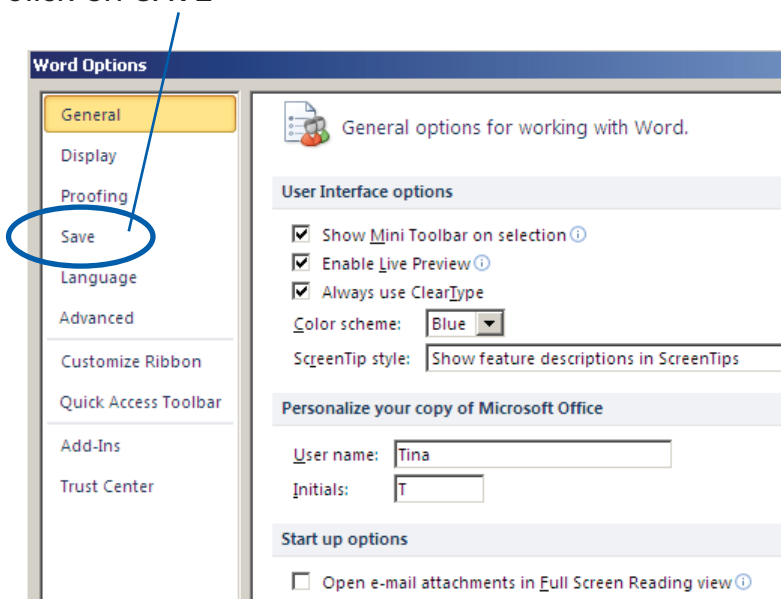 Click on SAVE
Word Options
General
Display
Proofing
Save
Language
Advanced
Customize Ribbon
Quick Access Toolbar
Add-Ins
Trust Center
General options for working with Word.
User Interface options
Show Mini Toolbar on selection
Enable Live Preview
Always use ClearType
Color scheme: Blue
ScreenTip style: Show feature descriptions in ScreenTips
Personalize your copy of Microsoft Office
User name: Tina
Initials: T
Start up options
Open e-mail attachments in Full Screen Reading view